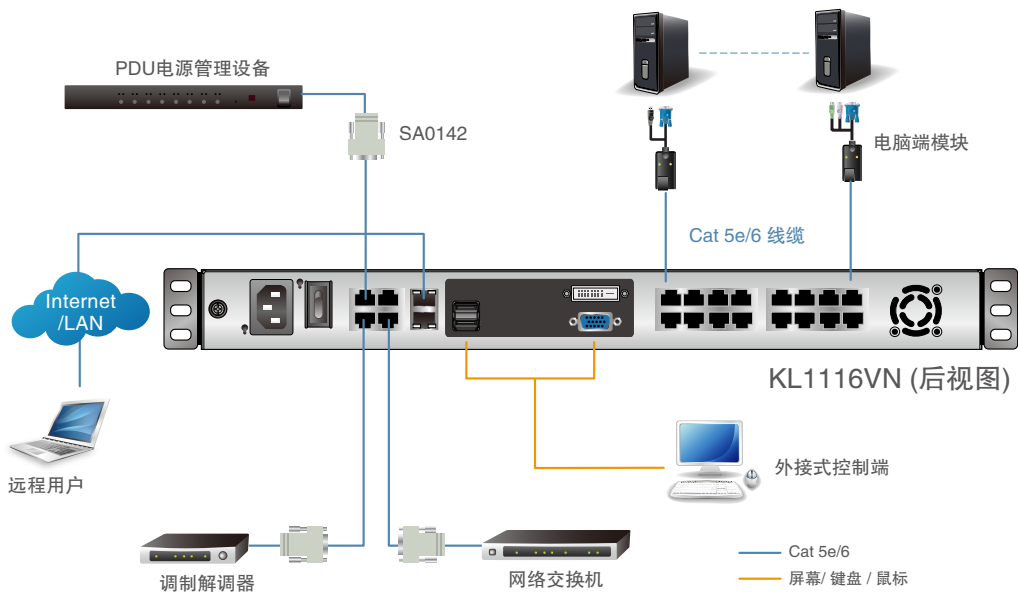 PDU电源管理设备
SA0142
电脑端模块
Cat 5e/6 线缆
Internet
/LAN
KL1116VN (后视图)
远程用户
外接式控制端
调制解调器
网络交换机
Cat 5e/6
屏幕/ 键盘 / 鼠标